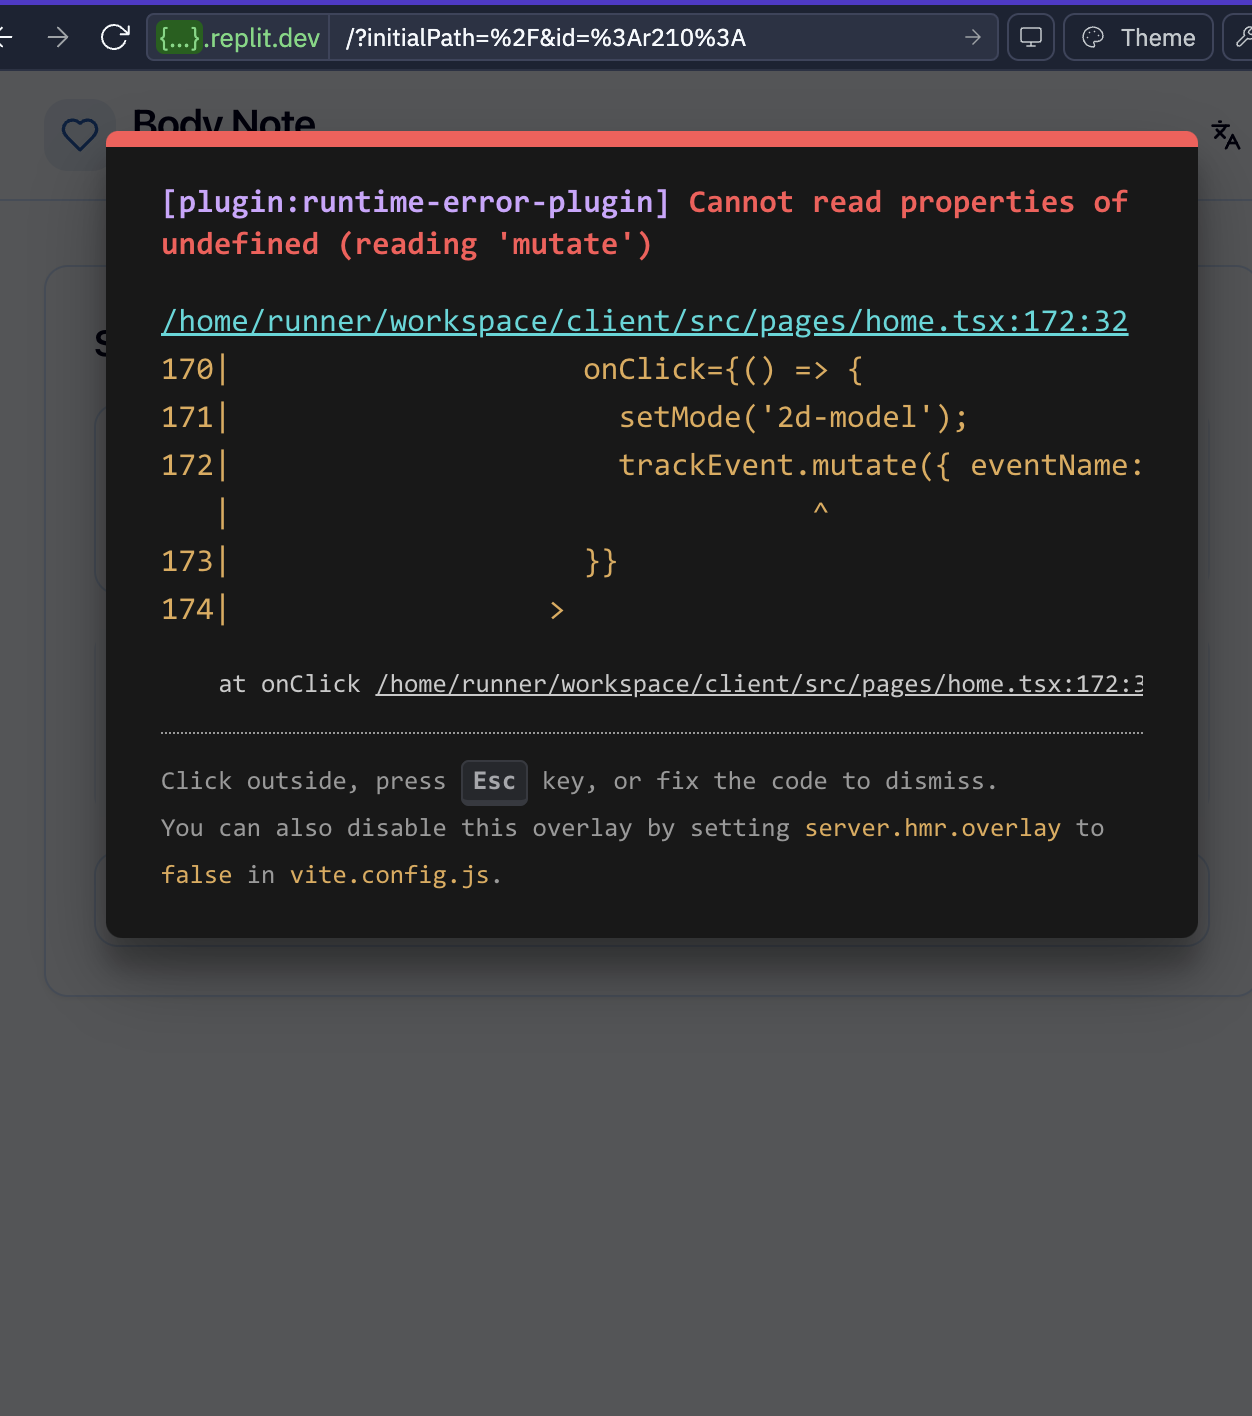 {...}.replit.dev /?initialPath=%2F&id=%3Ar210%3A → Theme
Body Note
[plugin:runtime-error-plugin] Cannot read properties of
undefined (reading 'mutate')
/home/runner/workspace/client/src/pages/home.tsx:172:32
170| onClick={() => {
171| setMode('2d-model');
172| trackEvent.mutate({ eventName:
| ^
173| }}
174| >
at onClick /home/runner/workspace/client/src/pages/home.tsx:172:3
Click outside, press Esc key, or fix the code to dismiss.
You can also disable this overlay by setting server.hmr.overlay to
false in vite.config.js.